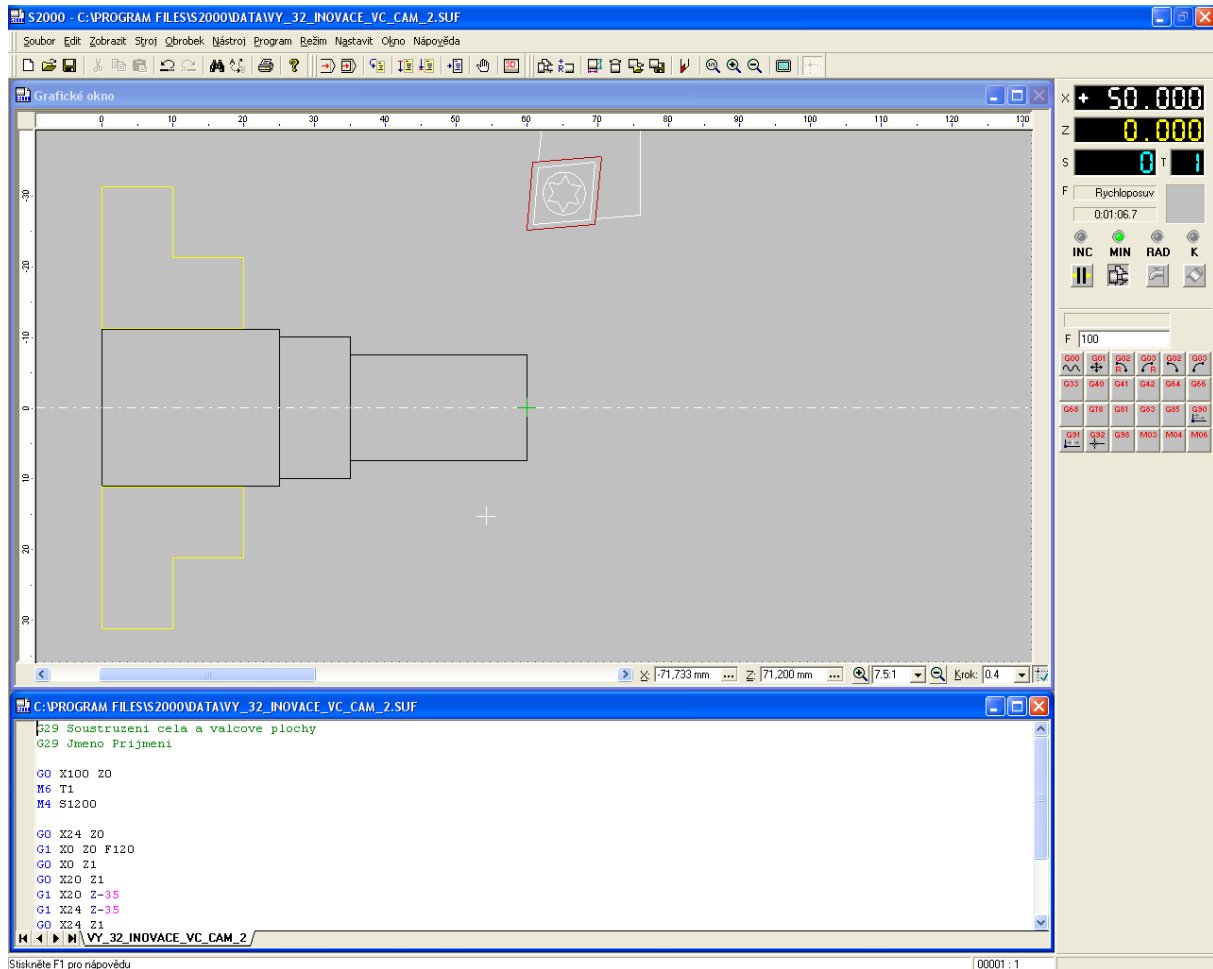 S2000 - C:\PROGRAM FILES\S2000\DATA\VY_32_INOVACE_VC_CAM_2.SUF
Soubor Edit Zobrazit Stroj Obrobek Nástroj Program Režim Nastavit Okno Nápověda
Grafické okno
0 10 20 30 40 50 60 70 80 90 100 110 120 130
-30
-20
-10
0
10
20
30
X: -71,733 mm ... Z: 71,200 mm ... 7.5:1 Krok: 0.4
X + 50.000
Z 0.000
S 0 T 1
F Rychloposuv
0:01:06.7
INC MIN RAD K
F 100
G00 G01 G02 G03 G02 G03
R R
G33 G40 G41 G42 G64 G66
G68 G78 G81 G83 G85 G90
G91 G92 G98 M03 M04 M06
C:\PROGRAM FILES\S2000\DATA\VY_32_INOVACE_VC_CAM_2.SUF
G29 Soustruzeni cela a valcove plochy
G29 Jmeno Prijmeni
G0 X100 Z0
M6 T1
M4 S1200
G0 X24 Z0
G1 X0 Z0 F120
G0 X0 Z1
G0 X20 Z1
G1 X20 Z-35
G1 X24 Z-35
G0 X24 Z1
VY_32_INOVACE_VC_CAM_2
Stiskněte F1 pro nápovědu
00001 : 1